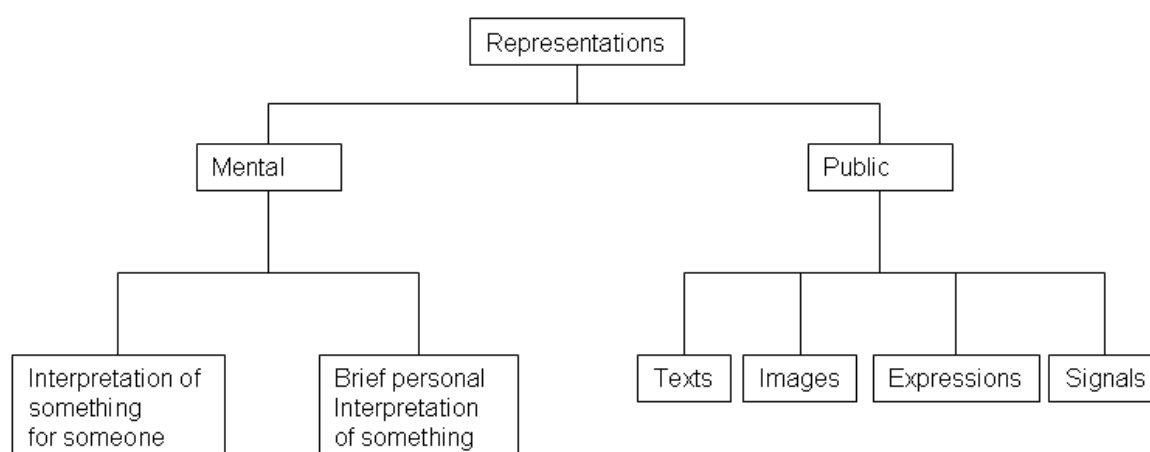 Representations
Mental
Public
Interpretation of
something
for someone
Brief personal
Interpretation
of something
Texts
Images
Expressions
Signals